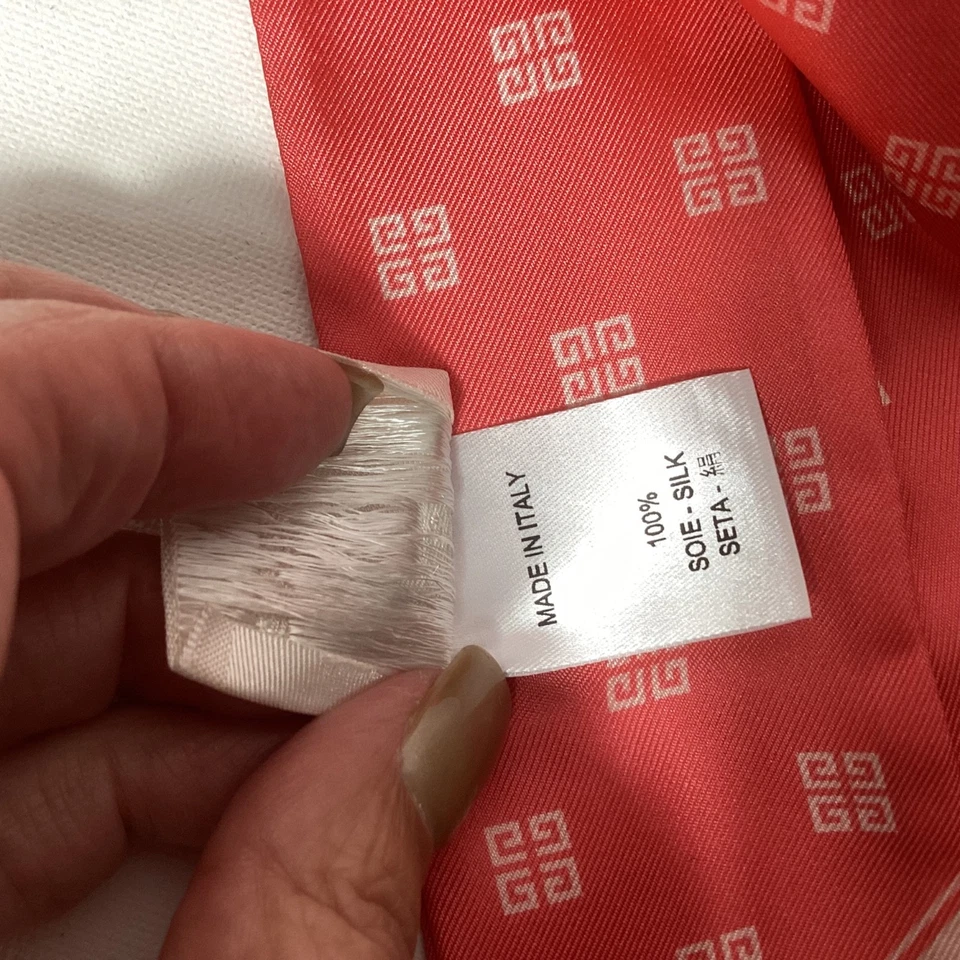 MADE IN ITALY
100%
SOIE - SILK
SETA - 絹